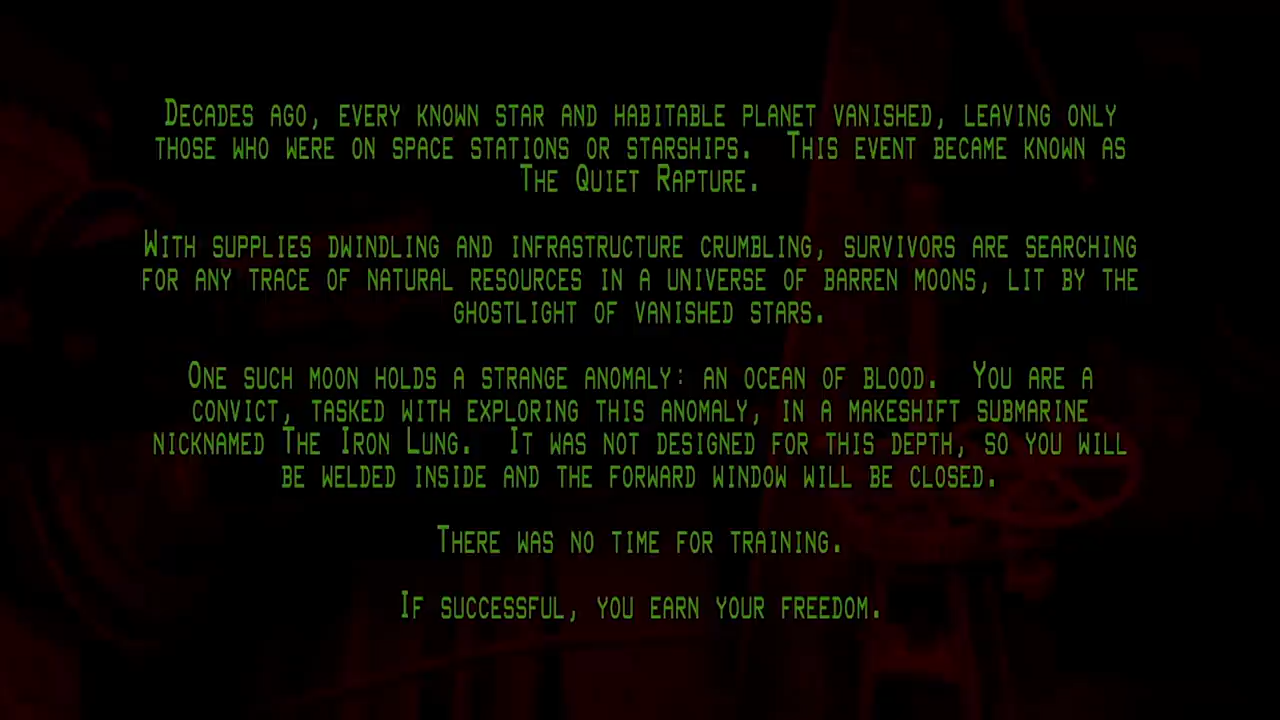 Decades ago, every known star and habitable planet vanished, leaving only
those who were on space stations or starships.  This event became known as
The Quiet Rapture.
With supplies dwindling and infrastructure crumbling, survivors are searching
for any trace of natural resources in a universe of barren moons, lit by the
ghostlight of vanished stars.
One such moon holds a strange anomaly: an ocean of blood.  You are a
convict, tasked with exploring this anomaly, in a makeshift submarine
nicknamed The Iron Lung.  It was not designed for this depth, so you will
be welded inside and the forward window will be closed.
There was no time for training.
If successful, you earn your freedom.